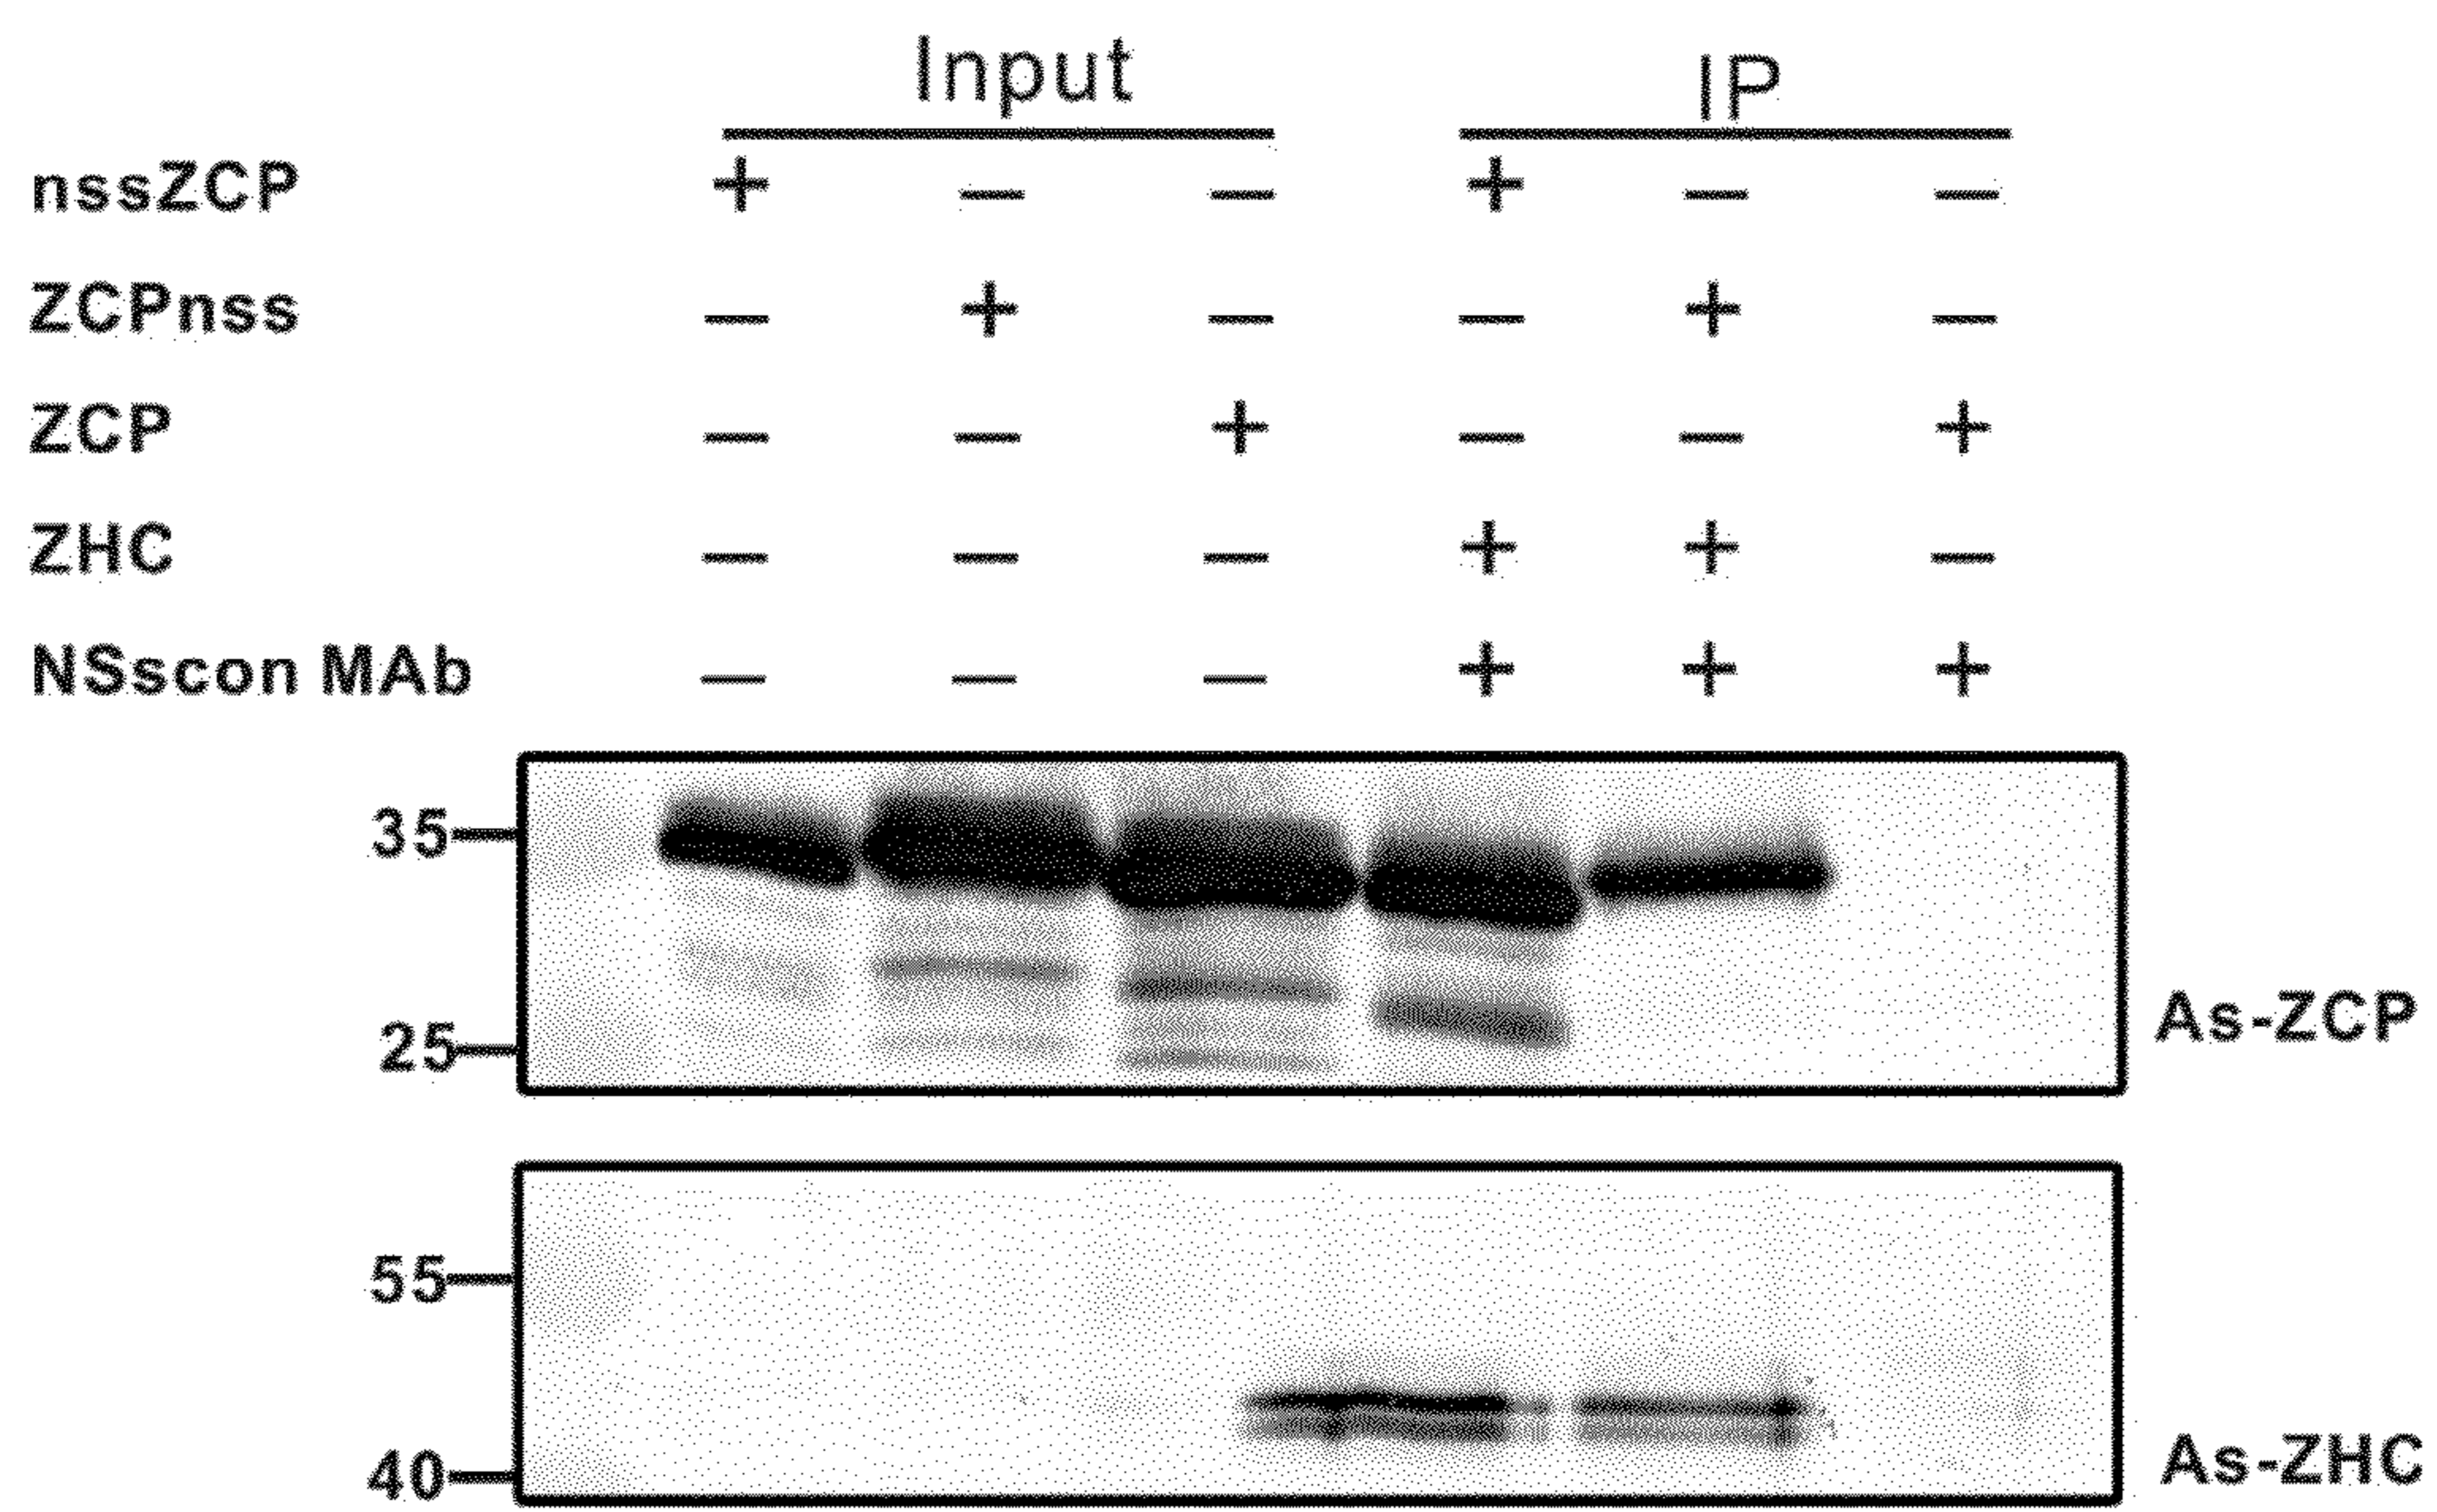 Input IP
nssZCP + – – + – –
ZCPnss – + – – + –
ZCP – – + – – +
ZHC – – – + + –
NSscon MAb – – – + + +
35
25
As-ZCP
55
40
As-ZHC